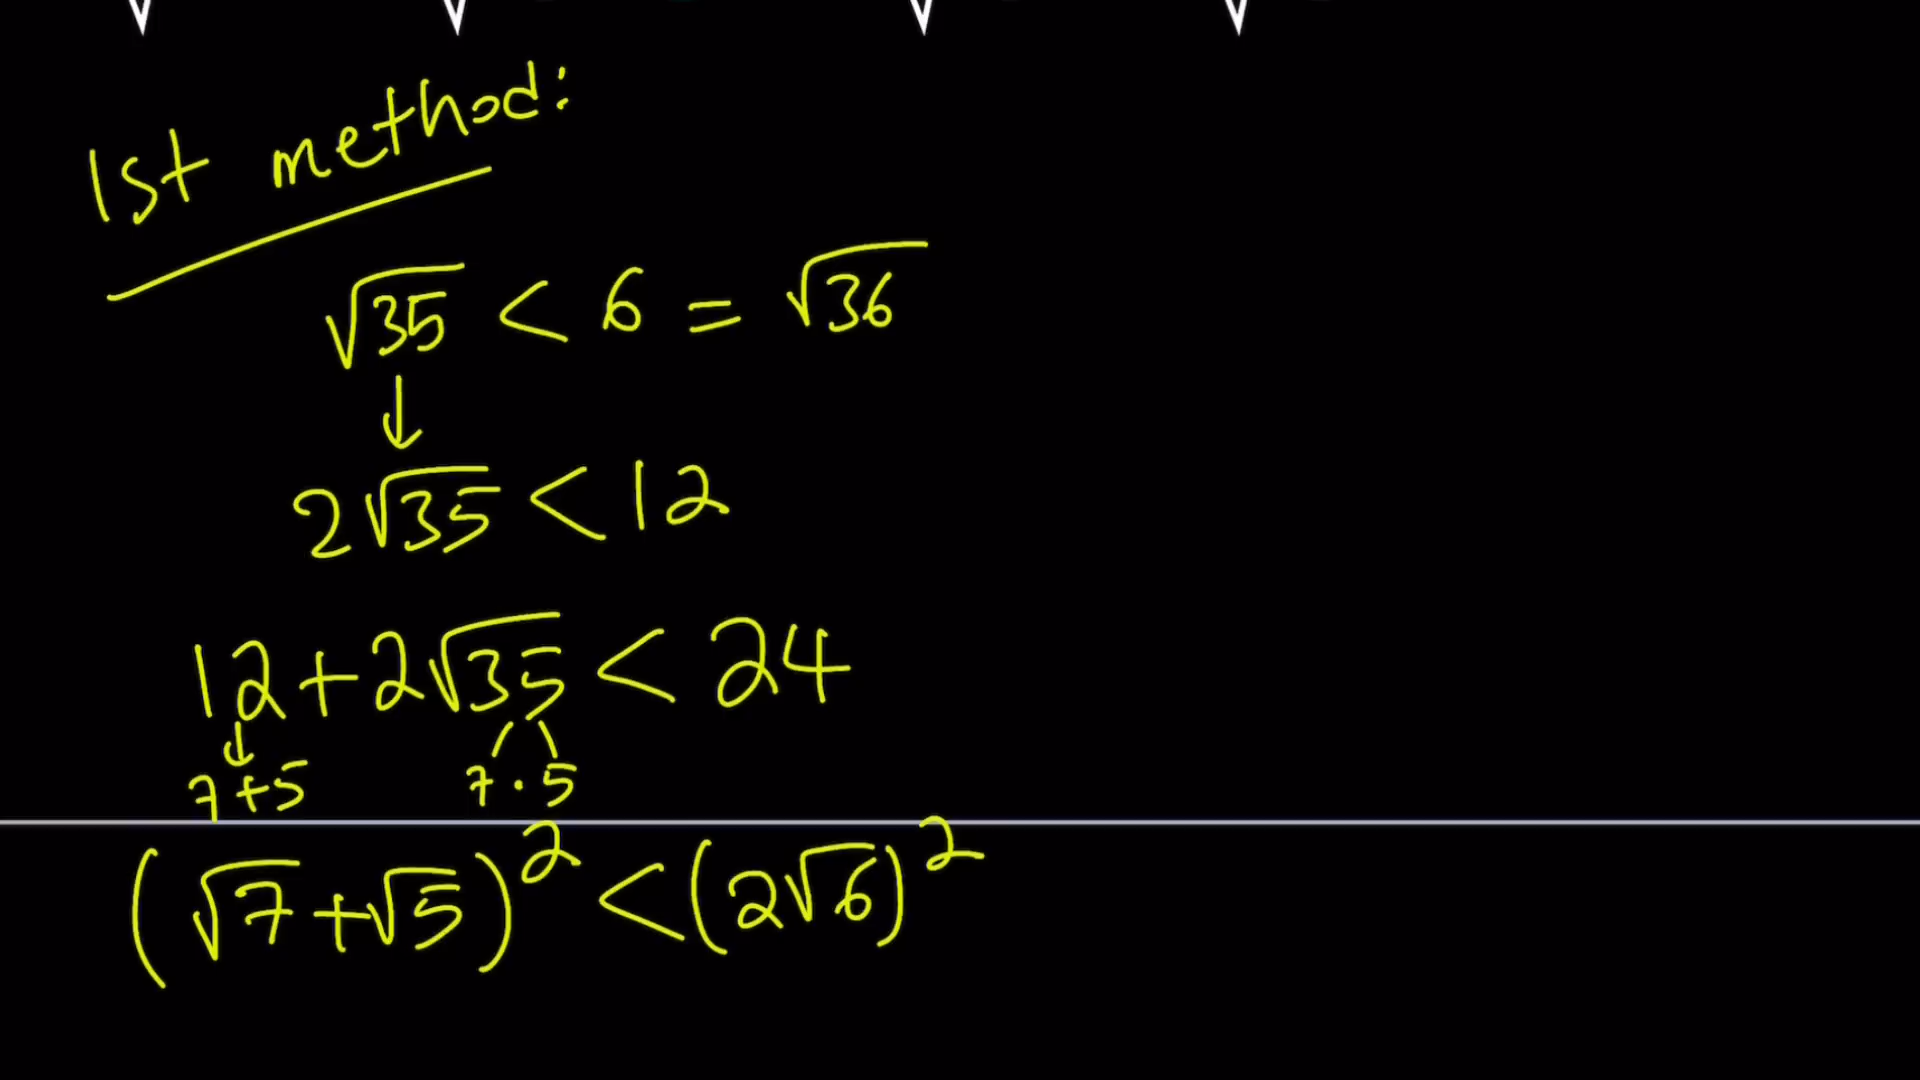 1st method:
√35 < 6 = √36
↓
2√35 < 12
12+2√35 < 24
7+5 7·5
(√7+√5)² < (2√6)²